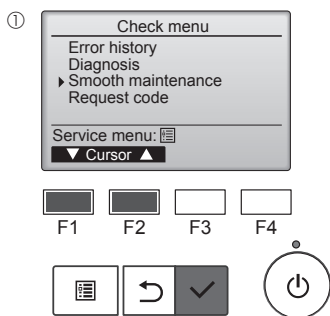 ①
Check menu
Error history
Diagnosis
Smooth maintenance
Request code
Service menu:
▼ Cursor ▲
F1 F2 F3 F4